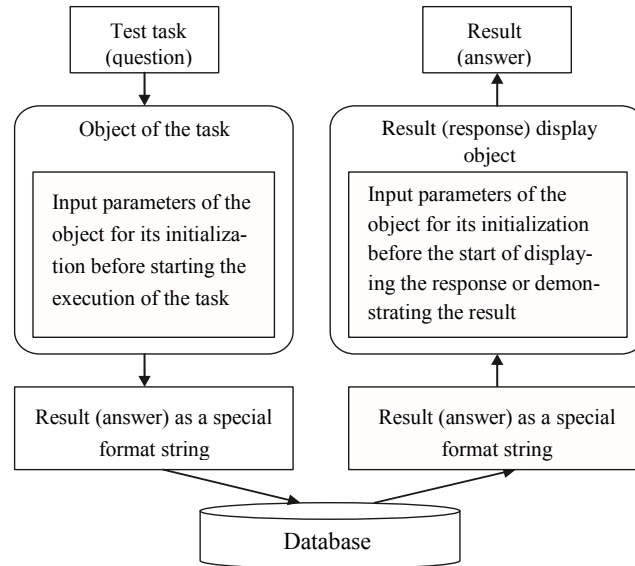 Test task
(question)
Object of the task
Input parameters of the
object for its initializa-
tion before starting the
execution of the task
Result (answer) as a special
format string
Result
(answer)
Result (response) display
object
Input parameters of the
object for its initialization
before the start of display-
ing the response or demon-
strating the result
Result (answer) as a special
format string
Database